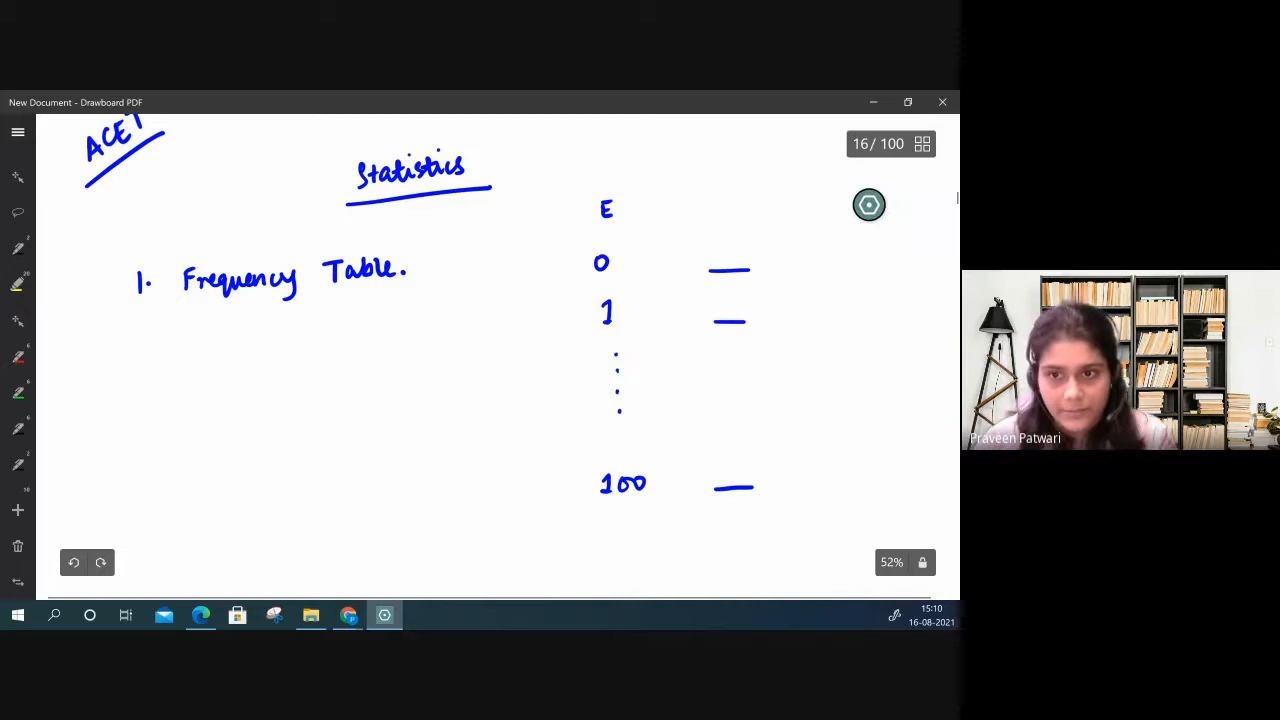 New Document - Drawboard PDF
ACET
16 / 100
Statistics
E
1. Frequency Table.
0
1
100
Praveen Patwari
52%
15:10
16-08-2021